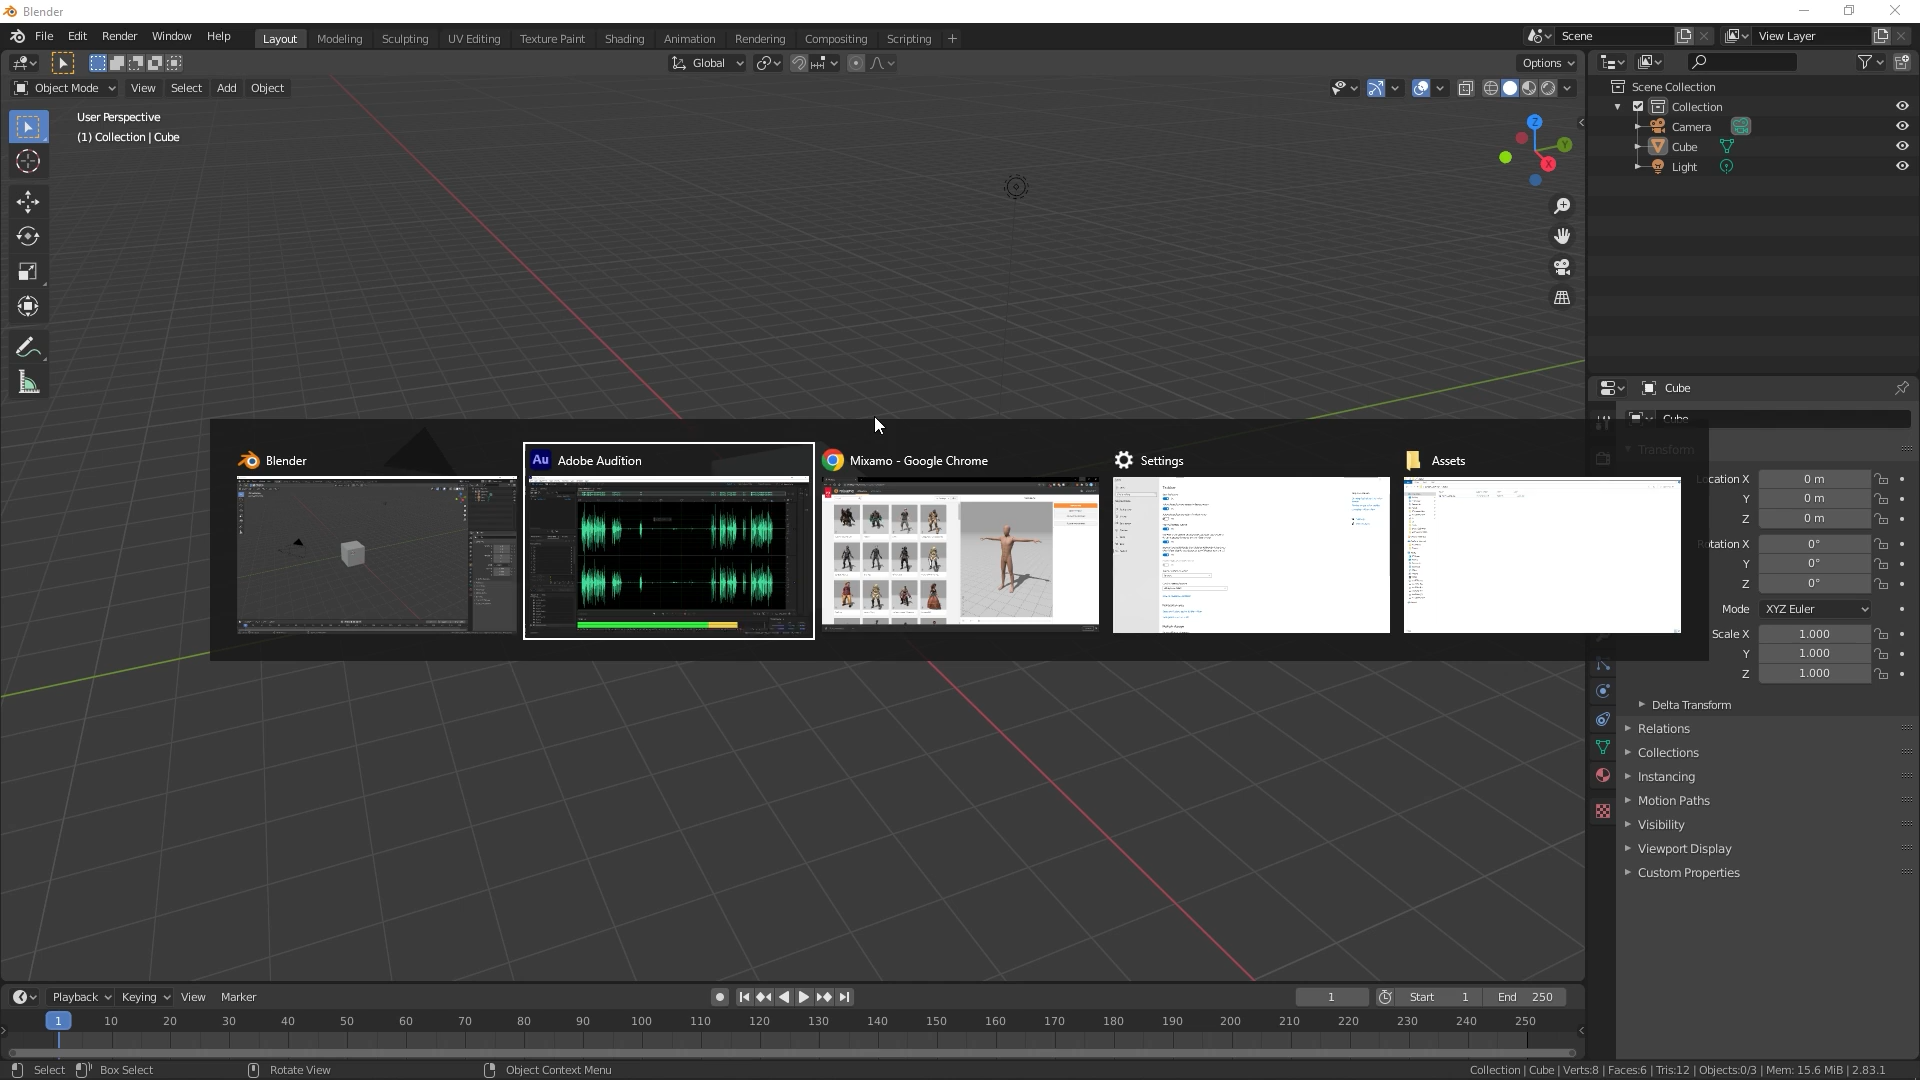 Blender
File Edit Render Window Help Layout Modeling Sculpting UV Editing Texture Paint Shading Animation Rendering Compositing Scripting + Scene View Layer
Global Options
Object Mode View Select Add Object
User Perspective
(1) Collection | Cube
Z
Y
X
Scene Collection
Collection
Camera
Cube
Light
Cube
Cube
Transform
Blender Adobe Audition Mixamo - Google Chrome Settings Assets
Au
Location X 0 m
Y 0 m
Z 0 m
Rotation X 0°
Y 0°
Z 0°
Mode XYZ Euler
Scale X 1.000
Y 1.000
Z 1.000
Delta Transform
Relations
Collections
Instancing
Motion Paths
Visibility
Viewport Display
Custom Properties
Playback Keying View Marker 1 Start 1 End 250
1 10 20 30 40 50 60 70 80 90 100 110 120 130 140 150 160 170 180 190 200 210 220 230 240 250
Select Box Select Rotate View Object Context Menu Collection | Cube | Verts:8 | Faces:6 | Tris:12 | Objects:0/3 | Mem: 15.6 MiB | 2.83.1